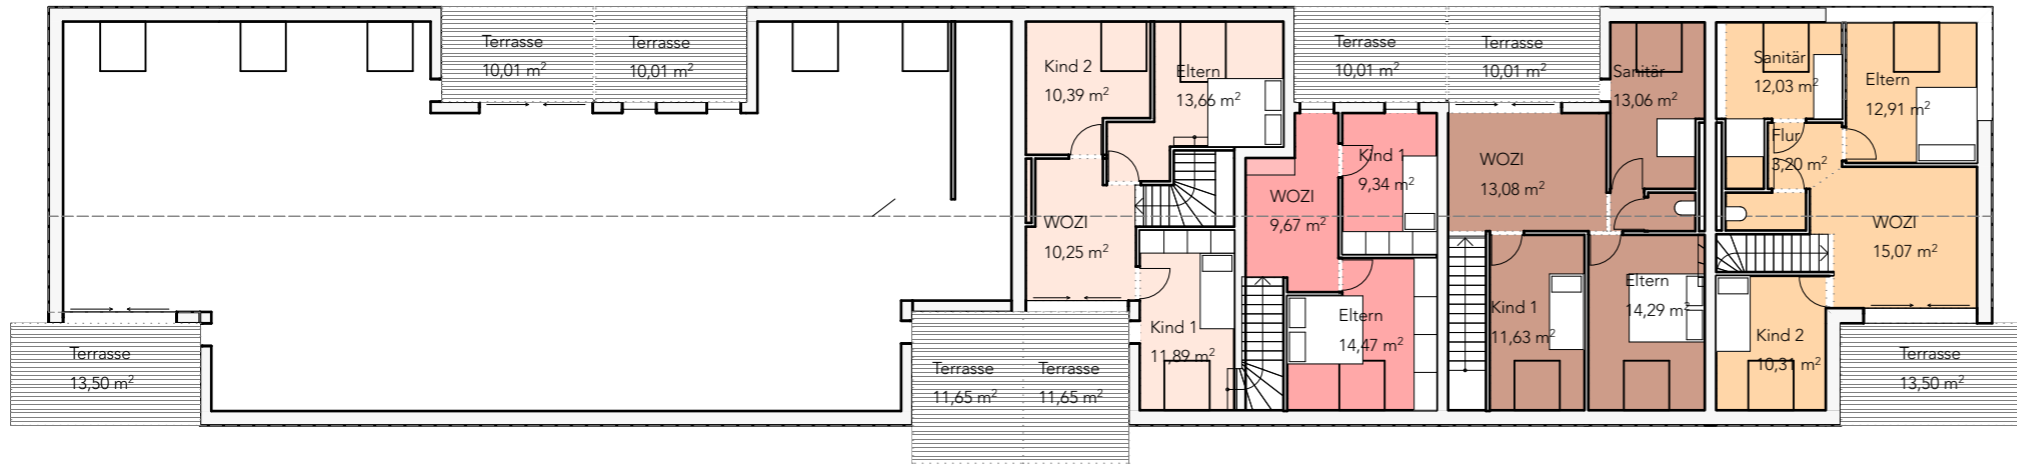 Terrasse
10,01 m²
Terrasse
10,01 m²
Terrasse
13,50 m²
Terrasse
11,65 m²
Terrasse
11,65 m²
Kind 2
10,39 m²
Eltern
13,66 m²
WOZI
10,25 m²
Kind 1
11,89 m²
Terrasse
10,01 m²
Terrasse
10,01 m²
WOZI
9,67 m²
Kind 1
9,34 m²
Eltern
14,47 m²
WOZI
13,08 m²
Sanitär
13,06 m²
Kind 1
11,63 m²
Eltern
14,29 m²
Sanitär
12,03 m²
Eltern
12,91 m²
Flur
3,20 m²
WOZI
15,07 m²
Kind 2
10,31 m²
Terrasse
13,50 m²